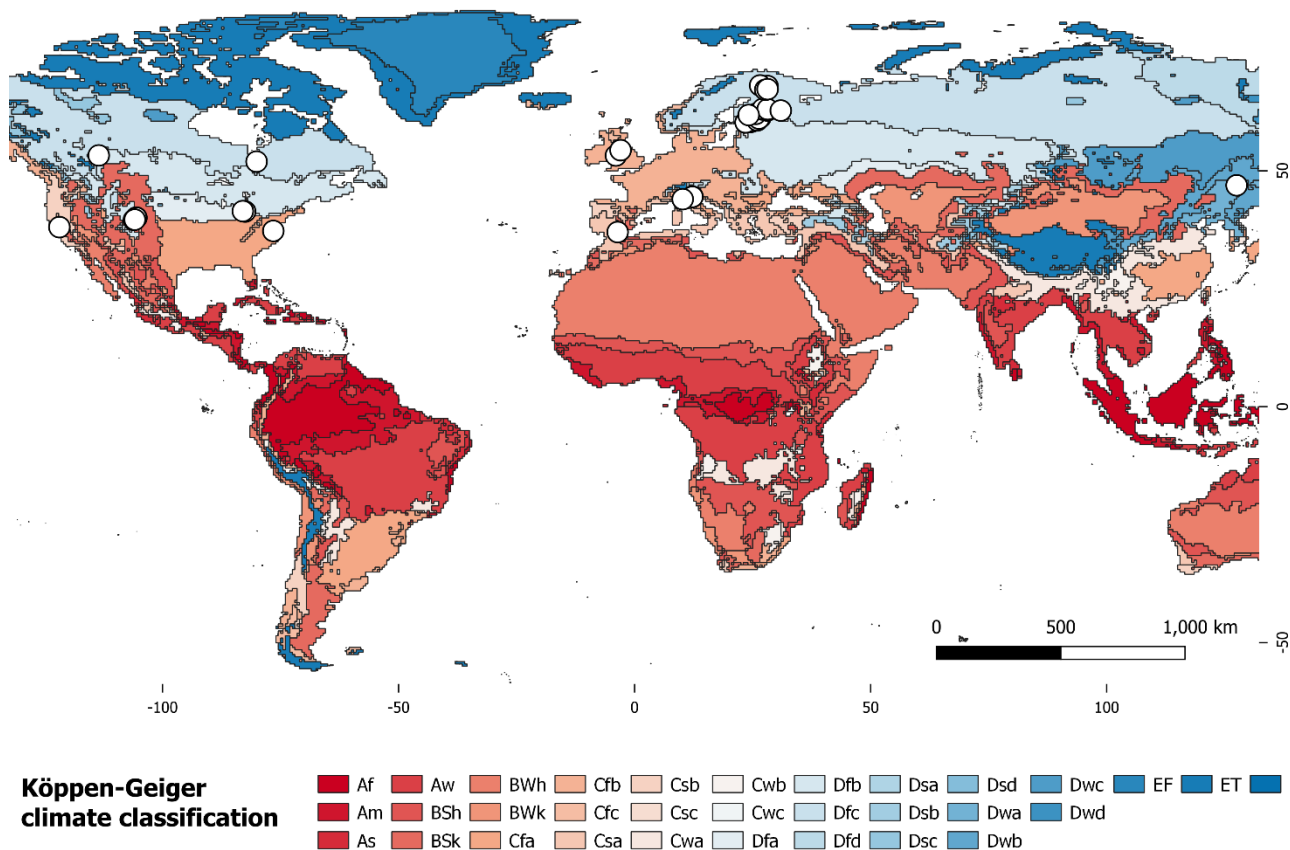 50
0
-50
0 500 1,000 km
-100 -50 0 50 100
Köppen-Geiger
climate classification
Af Aw BWh Cfb Csb Cwb Dfb Dsa Dsd Dwc EF ET
Am BSh BWk Cfc Csc Cwc Dfc Dsb Dwa Dwd
As BSk Cfa Csa Cwa Dfa Dfd Dsc Dwb